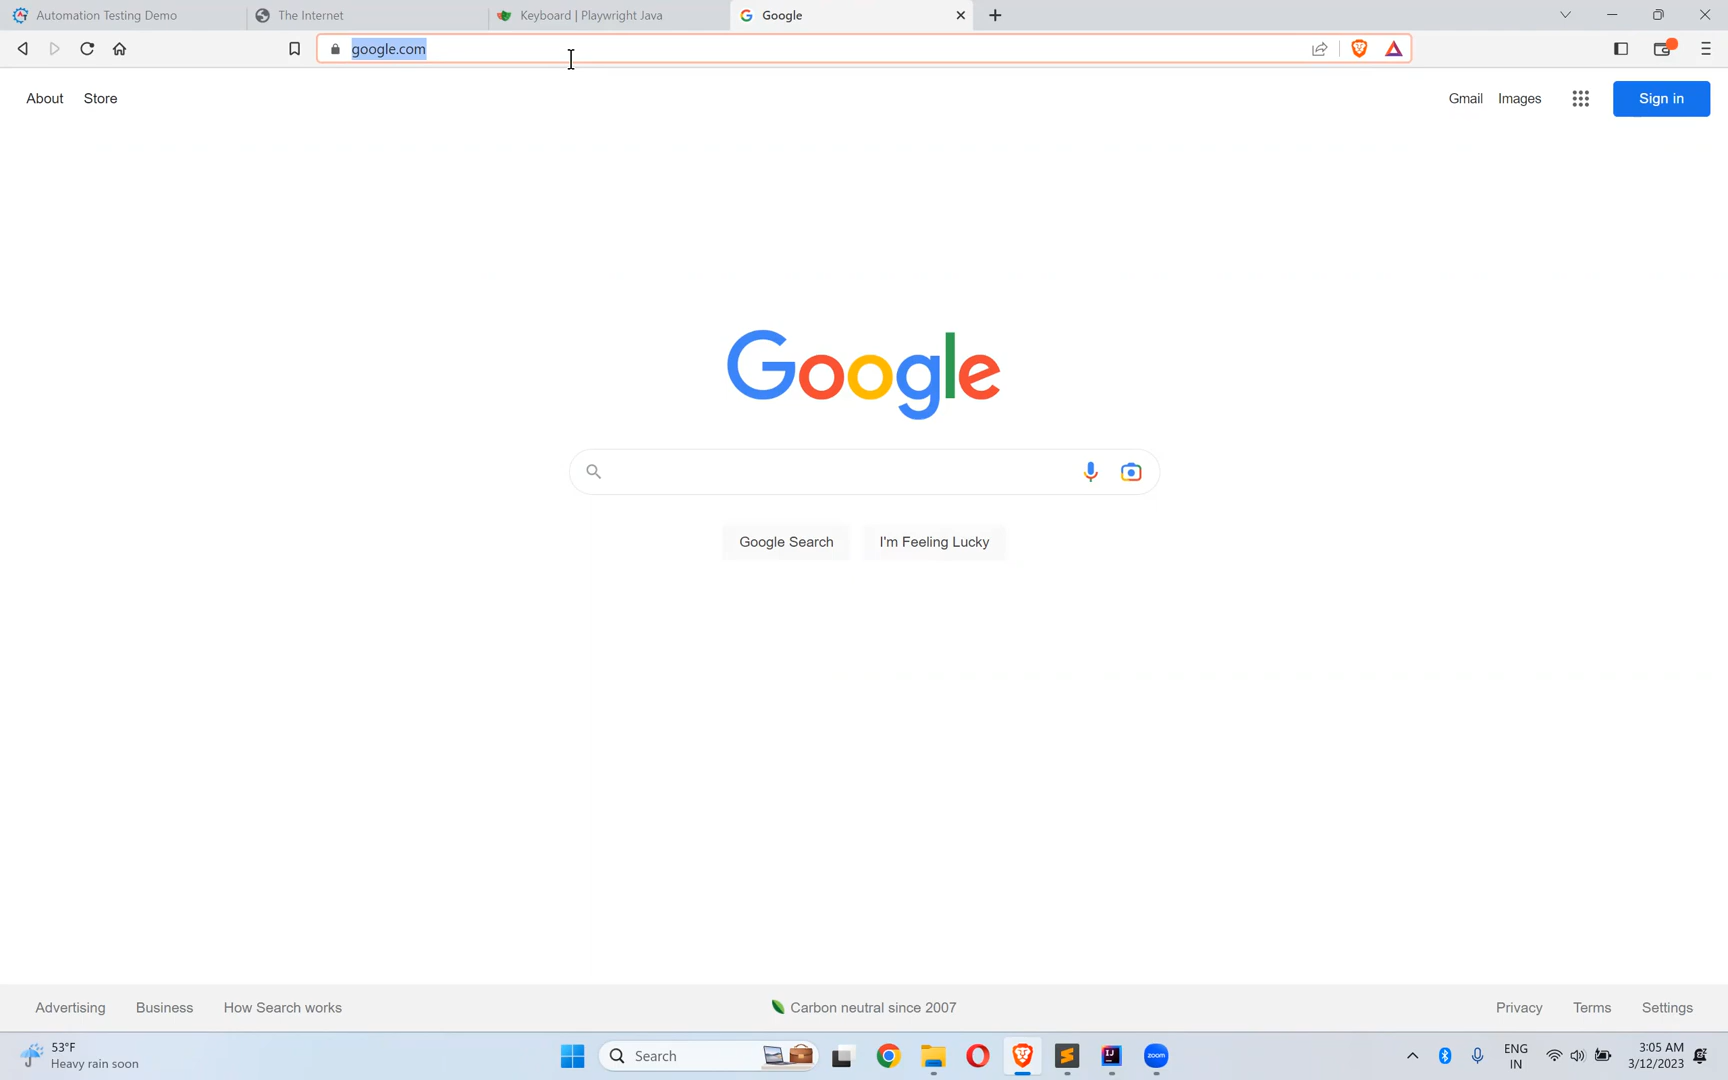 Automation Testing Demo
The Internet
Keyboard | Playwright Java
Google
google.com
About
Store
Gmail
Images
Sign in
Google
Google Search
I'm Feeling Lucky
Advertising
Business
How Search works
Carbon neutral since 2007
Privacy
Terms
Settings
53°F
Heavy rain soon
Search
zoom
ENG
IN
3:05 AM
3/12/2023